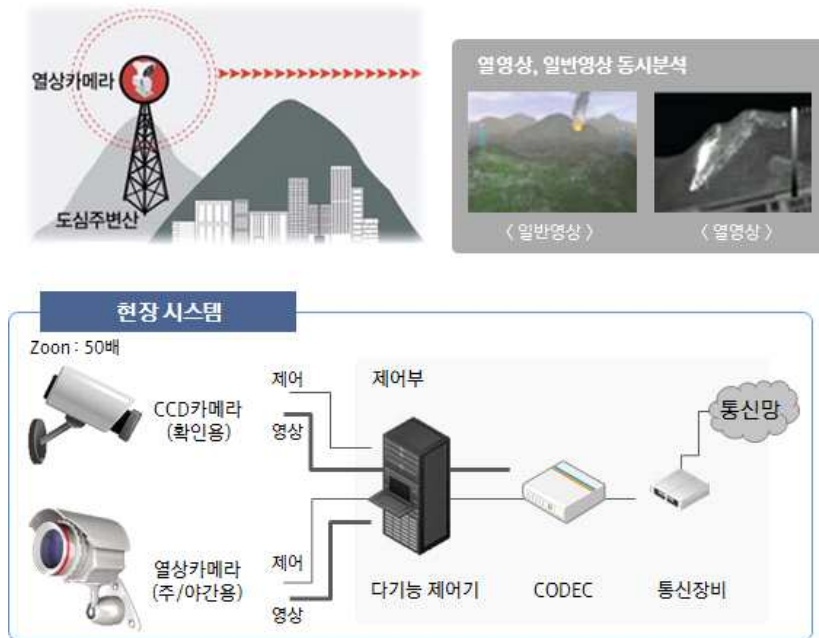 열상카메라
도심주변산
열영상, 일반영상 동시분석
< 일반영상 >
< 열영상 >
현장 시스템
Zoon : 50배
CCD카메라
(확인용)
제어
영상
열상카메라
(주/야간용)
제어
영상
제어부
다기능 제어기
CODEC
통신장비
통신망